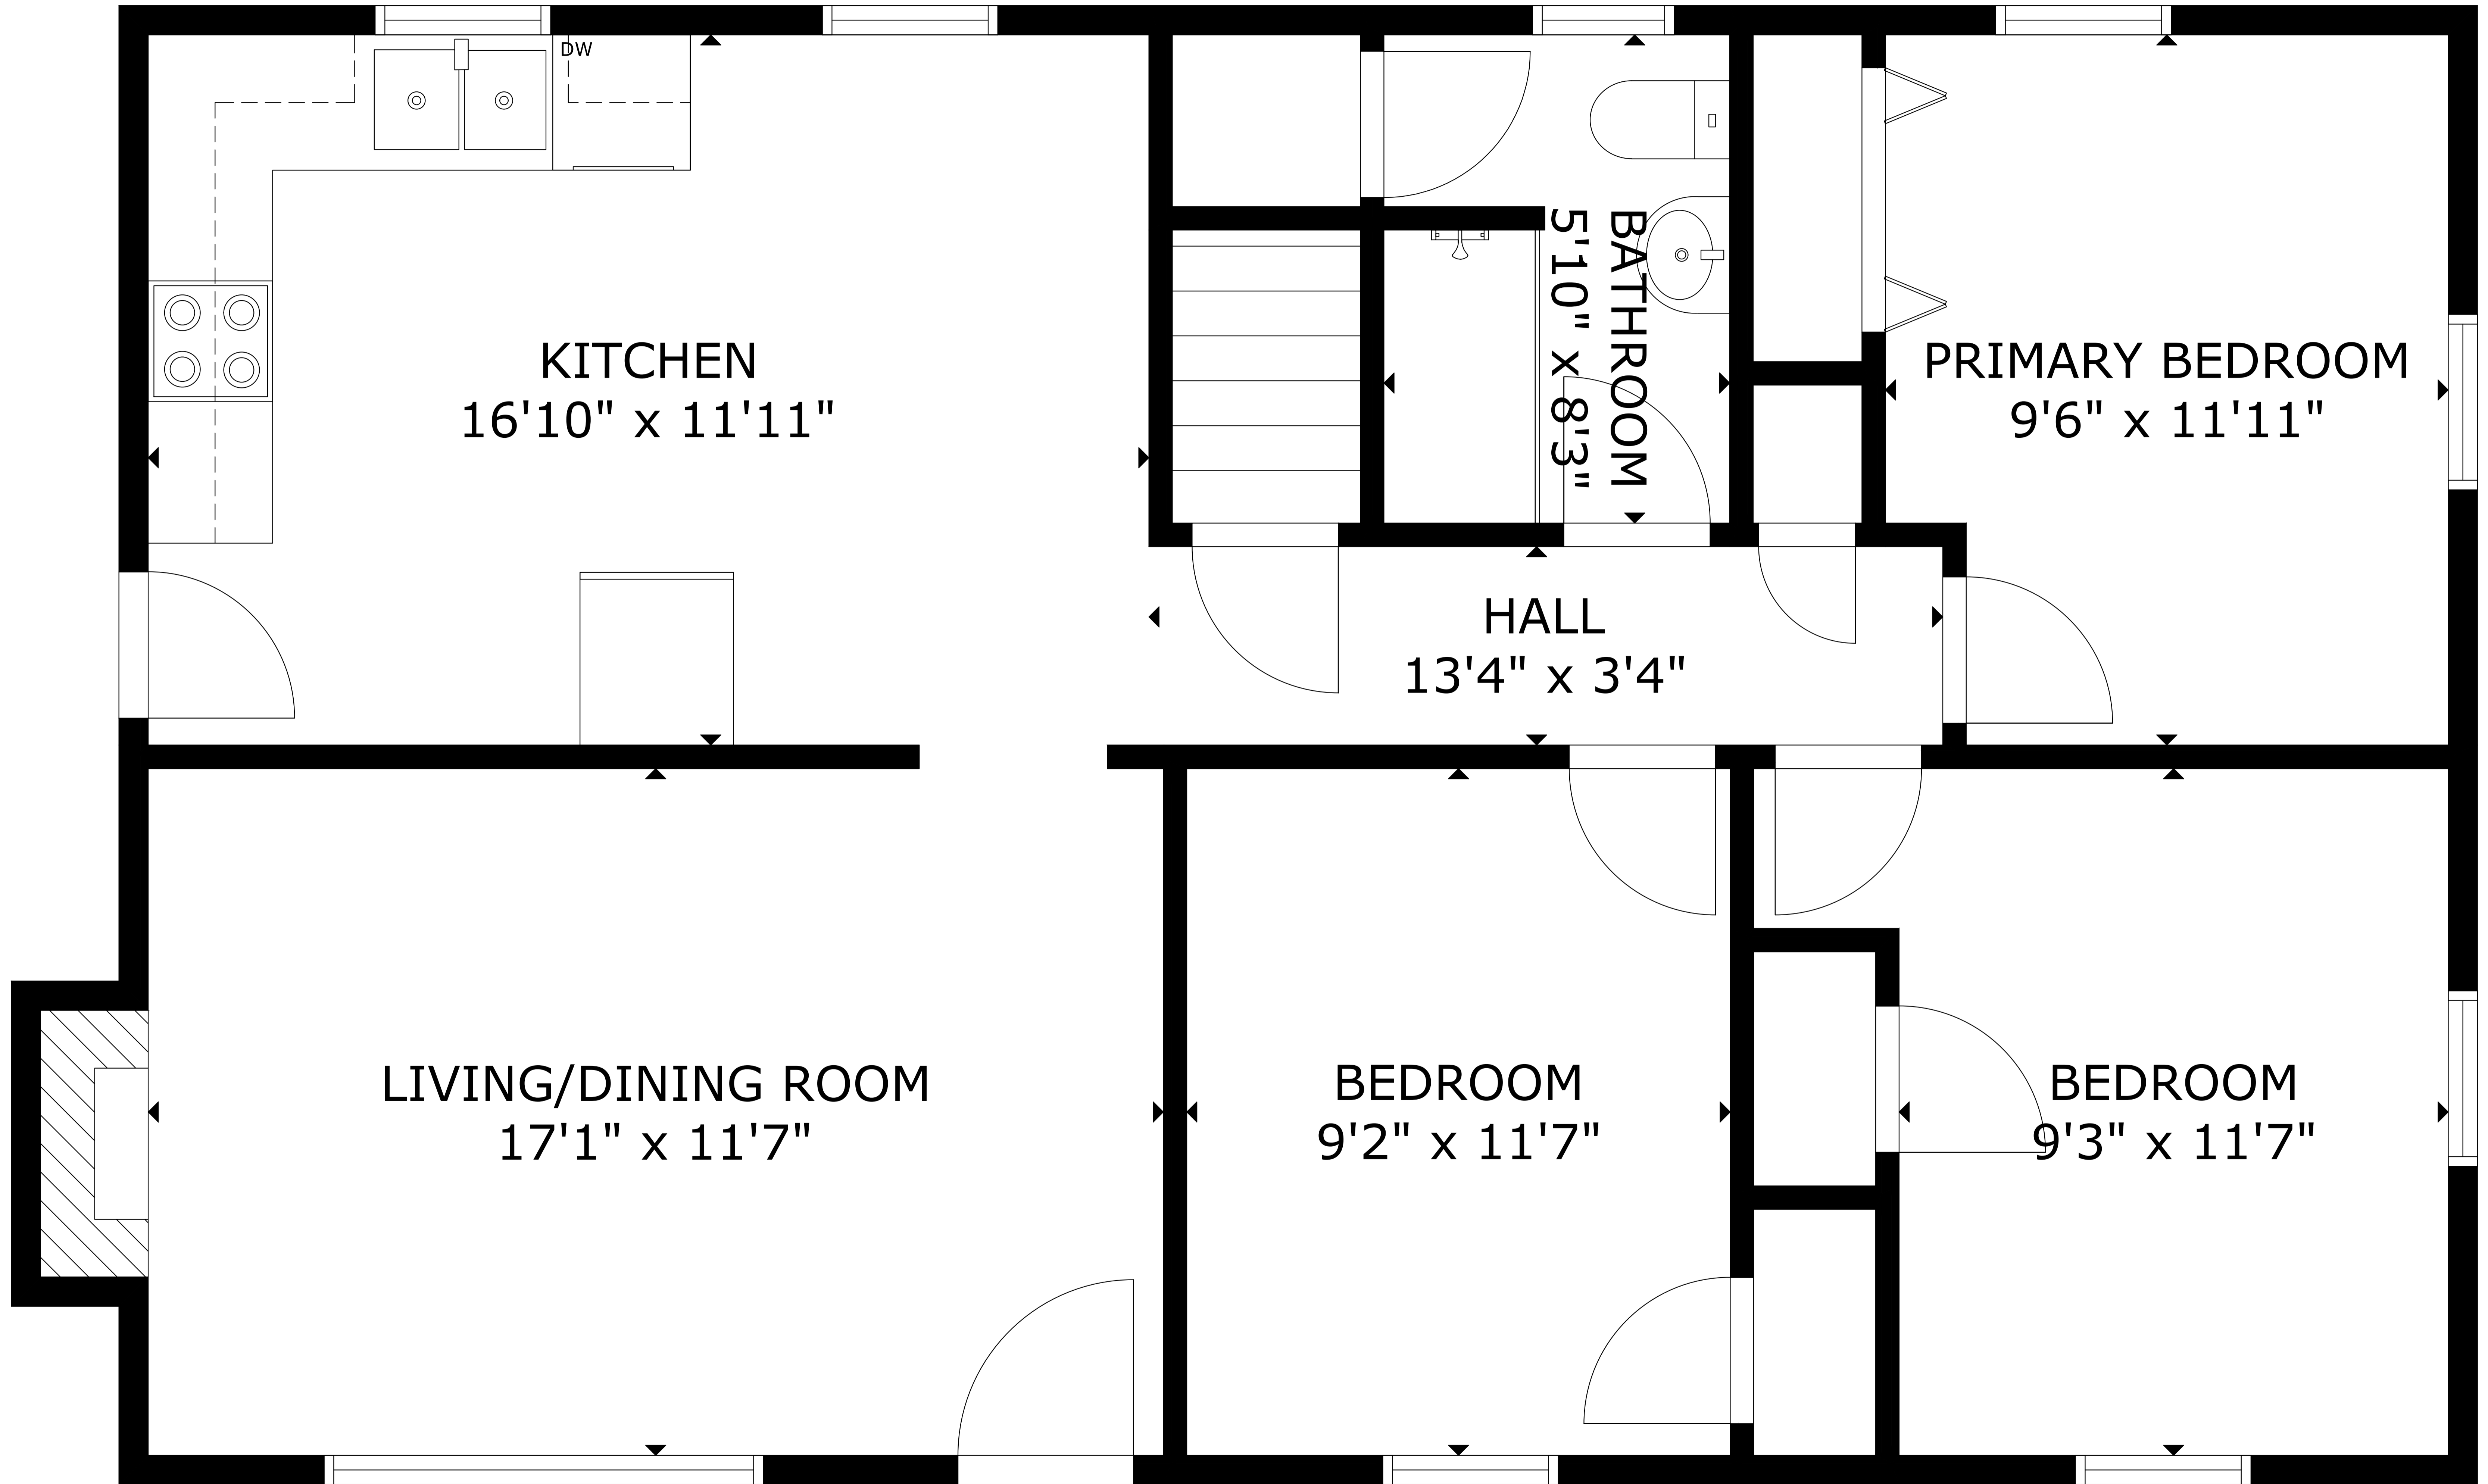 DW
KITCHEN
16'10" x 11'11"
BATHROOM
5'10" x 8'3"
PRIMARY BEDROOM
9'6" x 11'11"
HALL
13'4" x 3'4"
LIVING/DINING ROOM
17'1" x 11'7"
BEDROOM
9'2" x 11'7"
BEDROOM
9'3" x 11'7"